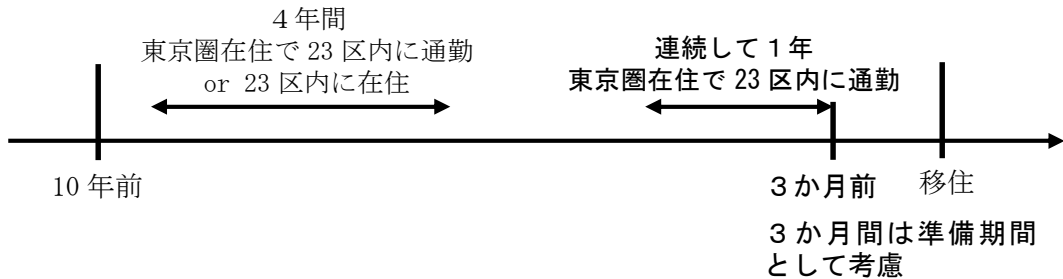 ４年間
東京圏在住で 23 区内に通勤
or 23 区内に在住
連続して１年
東京圏在住で 23 区内に通勤
10 年前
３か月前
移住
３か月間は準備期間
として考慮